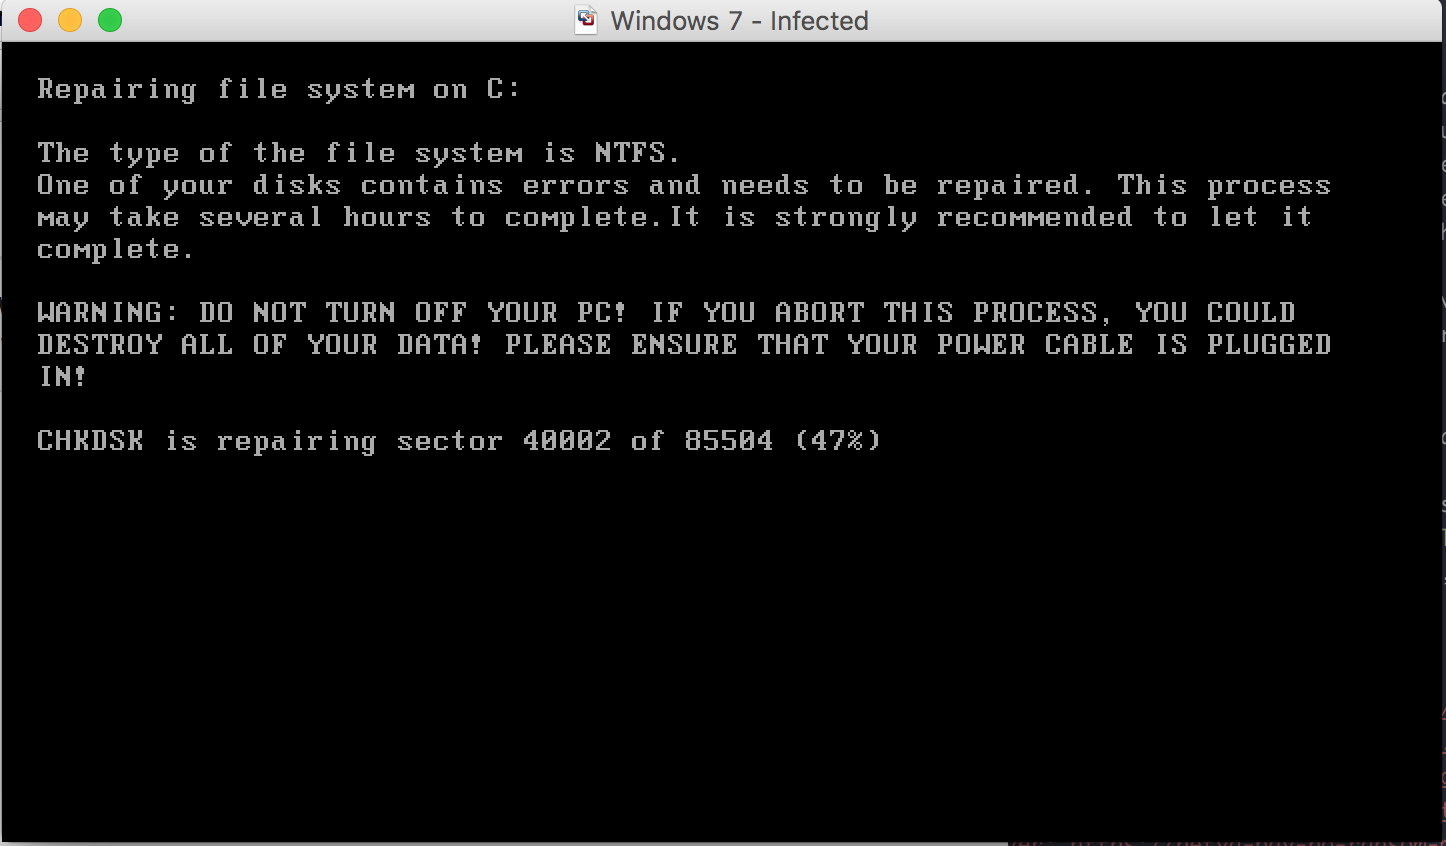 Windows 7 - Infected
Repairing file system on C:
The type of the file system is NTFS.
One of your disks contains errors and needs to be repaired. This process
may take several hours to complete.It is strongly recommended to let it
complete.
WARNING: DO NOT TURN OFF YOUR PC! IF YOU ABORT THIS PROCESS, YOU COULD
DESTROY ALL OF YOUR DATA! PLEASE ENSURE THAT YOUR POWER CABLE IS PLUGGED
IN!
CHKDSK is repairing sector 40002 of 85504 (47%)